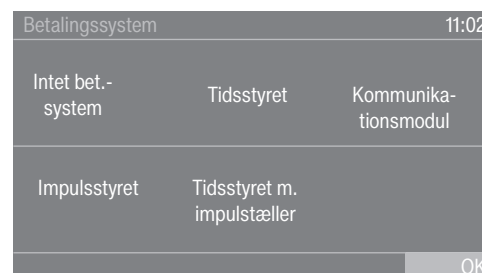 Betalingssystem 11:02
Intet bet.-
system
Tidsstyret
Kommunika-
tionsmodul
Impulsstyret
Tidsstyret m.
impulstæller
OK